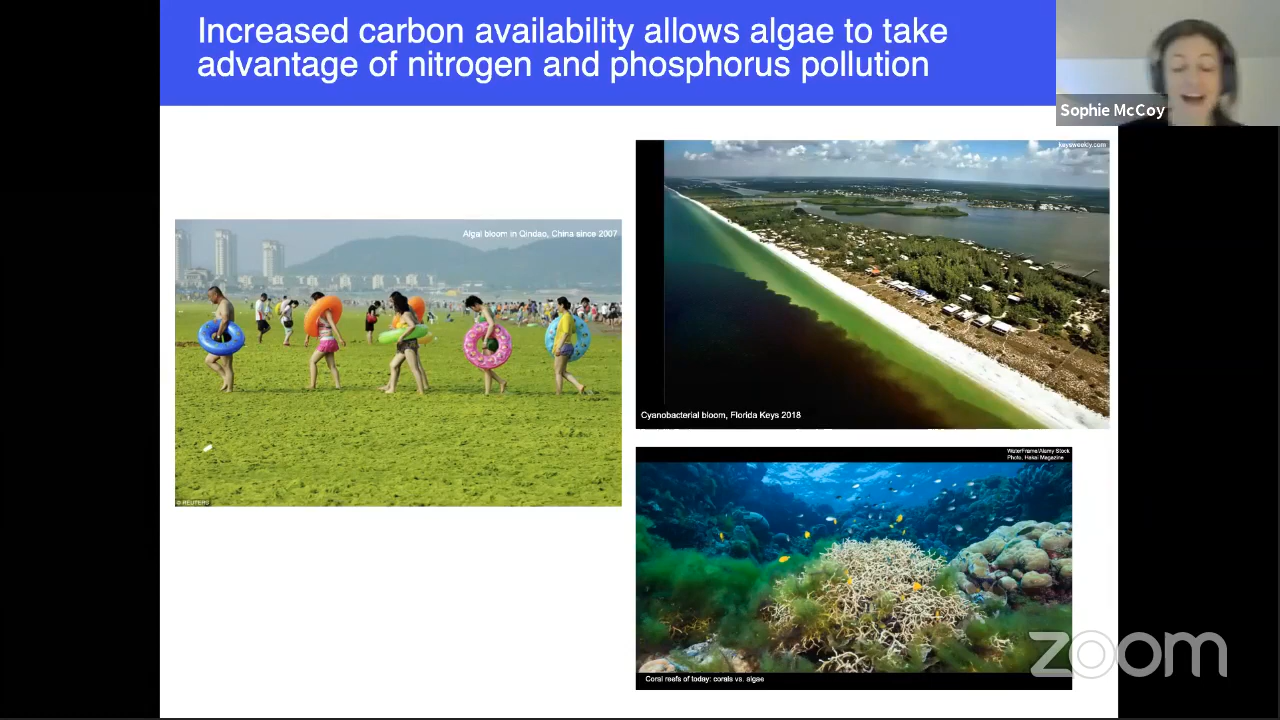 Increased carbon availability allows algae to take
advantage of nitrogen and phosphorus pollution
Sophie McCoy
keysweekly.com
Algal bloom in Qindao, China since 2007
© REUTERS
Cyanobacterial bloom, Florida Keys 2018
WaterFrame/Alamy Stock
Photo, Hakai Magazine
Coral reefs of today: corals vs. algae
zoom